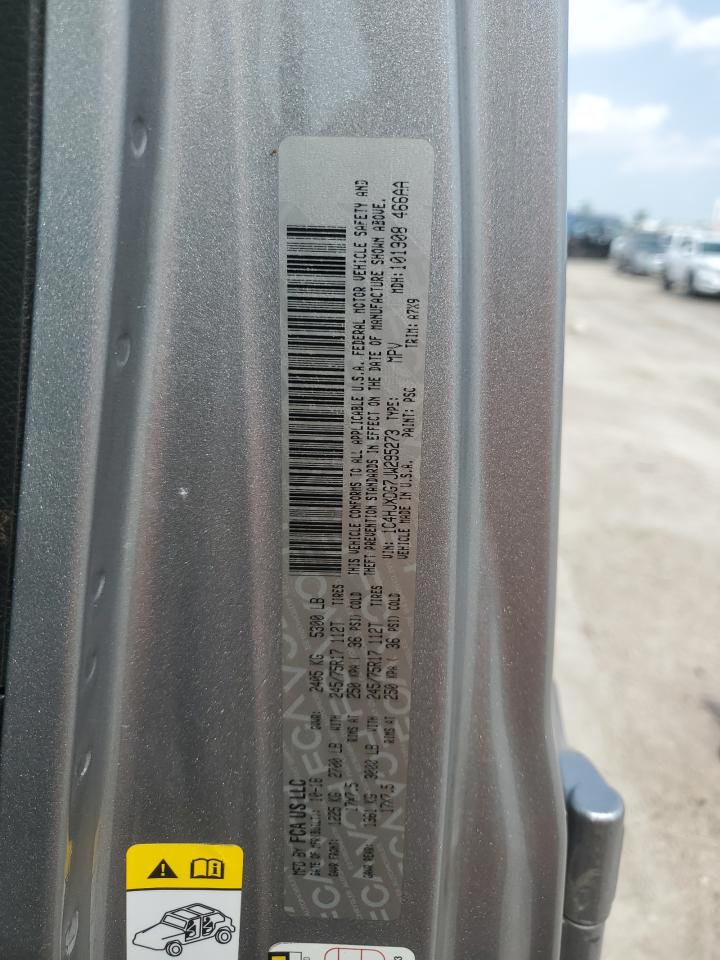 MFD BY FCA US LLC
DATE OF MFR: 10-18 GVWR: 2405 KG 5300 LB
GAWR FRONT: 1225 KG 2700 LB WITH 245/75R17 112T TIRES
17X7.5 RIMS AT 250 KPA ( 36 PSI) COLD
GAWR REAR: 1361 KG 3000 LB WITH 245/75R17 112T TIRES
17X7.5 RIMS AT 250 KPA ( 36 PSI) COLD
THIS VEHICLE CONFORMS TO ALL APPLICABLE U.S.A. FEDERAL MOTOR VEHICLE SAFETY AND
THEFT PREVENTION STANDARDS IN EFFECT ON THE DATE OF MANUFACTURE SHOWN ABOVE.
VIN: 1C4HJXDG7JW295273 TYPE: MPV MDH:101908 466AA
VEHICLE MADE IN U.S.A. PAINT: PSC TRIM: A7X9